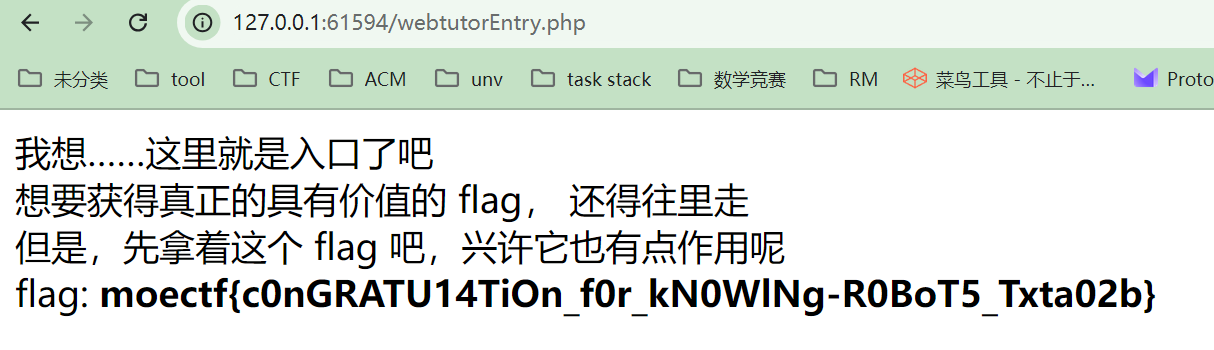 127.0.0.1:61594/webtutorEntry.php
未分类 tool CTF ACM unv task stack 数学竞赛 RM 菜鸟工具 - 不止于... Proto
我想......这里就是入口了吧
想要获得真正的具有价值的 flag， 还得往里走
但是，先拿着这个 flag 吧，兴许它也有点作用呢
flag: moectf{c0nGRATU14TiOn_f0r_kN0WlNg-R0BoT5_Txta02b}